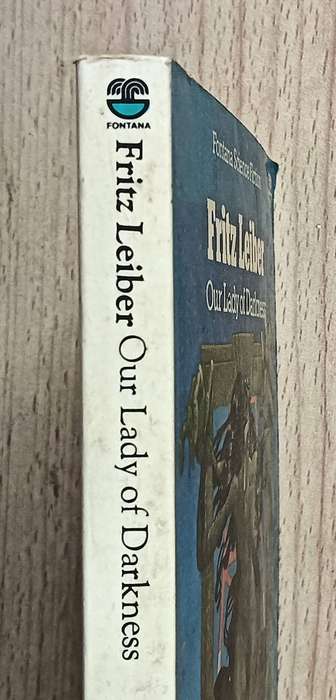 FONTANA
Fritz Leiber Our Lady of Darkness
Fontana Science Fiction
Fritz Leiber
Our Lady of Darkness